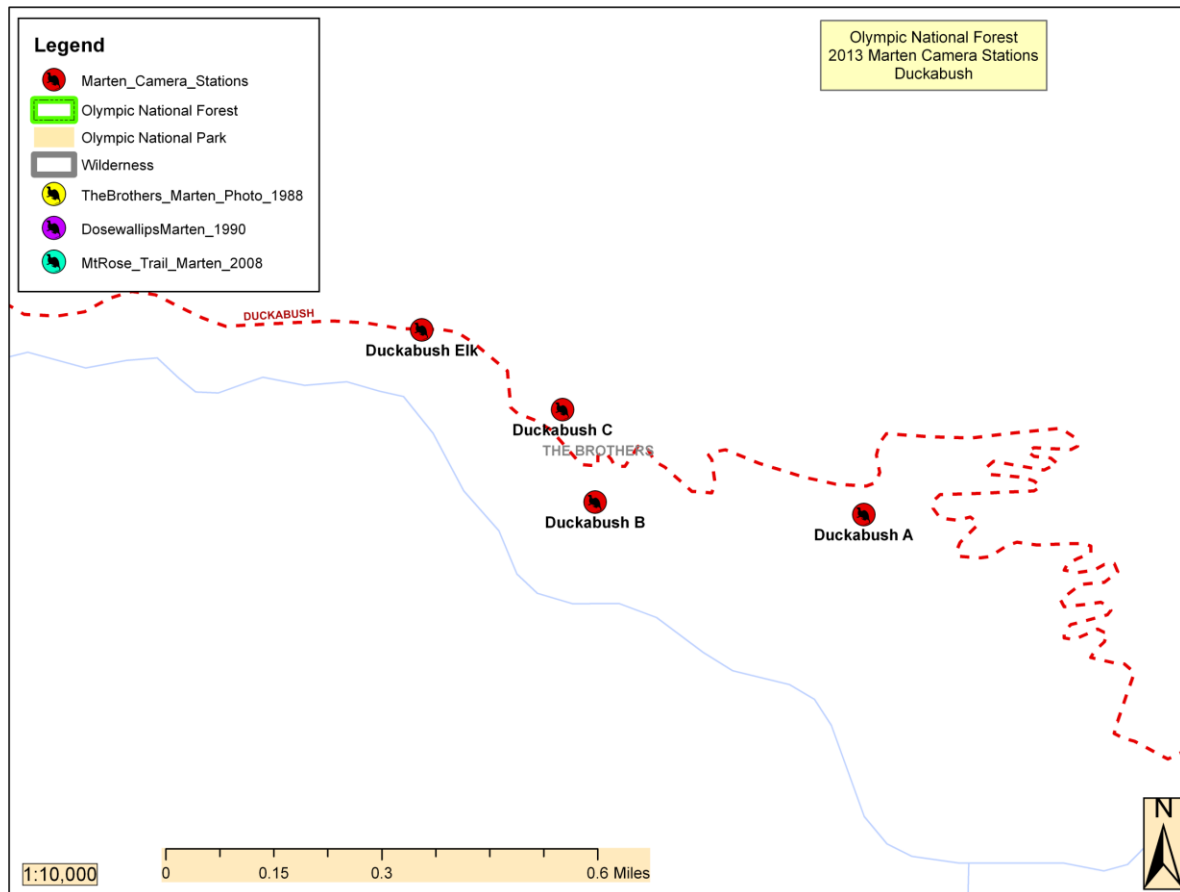 Legend
Marten_Camera_Stations
Olympic National Forest
Olympic National Park
Wilderness
TheBrothers_Marten_Photo_1988
DosewallipsMarten_1990
MtRose_Trail_Marten_2008
Olympic National Forest
2013 Marten Camera Stations
Duckabush
DUCKABUSH
Duckabush Elk
Duckabush C
THE BROTHERS
Duckabush B
Duckabush A
1:10,000
0 0.15 0.3 0.6 Miles
N